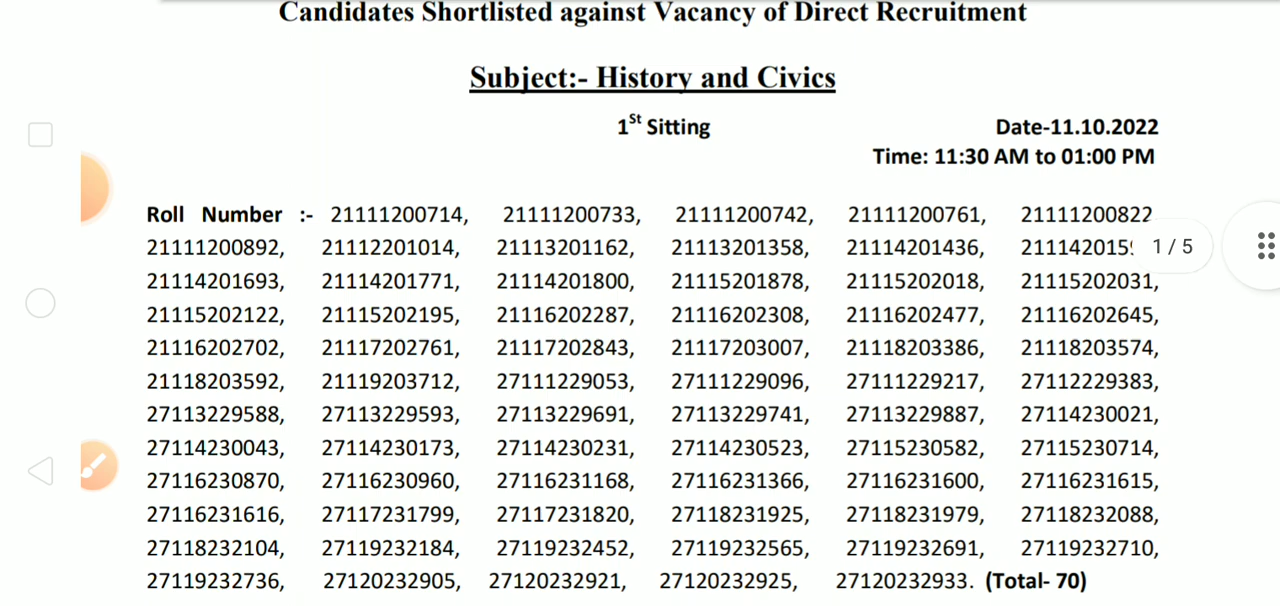 Candidates Shortlisted against Vacancy of Direct Recruitment
Subject:- History and Civics
1St Sitting Date-11.10.2022
Time: 11:30 AM to 01:00 PM
Roll Number :- 21111200714, 21111200733, 21111200742, 21111200761, 21111200822
21111200892, 21112201014, 21113201162, 21113201358, 21114201436, 1 / 5
21114201693, 21114201771, 21114201800, 21115201878, 21115202018, 21115202031,
21115202122, 21115202195, 21116202287, 21116202308, 21116202477, 21116202645,
21116202702, 21117202761, 21117202843, 21117203007, 21118203386, 21118203574,
21118203592, 21119203712, 27111229053, 27111229096, 27111229217, 27112229383,
27113229588, 27113229593, 27113229691, 27113229741, 27113229887, 27114230021,
27114230043, 27114230173, 27114230231, 27114230523, 27115230582, 27115230714,
27116230870, 27116230960, 27116231168, 27116231366, 27116231600, 27116231615,
27116231616, 27117231799, 27117231820, 27118231925, 27118231979, 27118232088,
27118232104, 27119232184, 27119232452, 27119232565, 27119232691, 27119232710,
27119232736, 27120232905, 27120232921, 27120232925, 27120232933. (Total- 70)